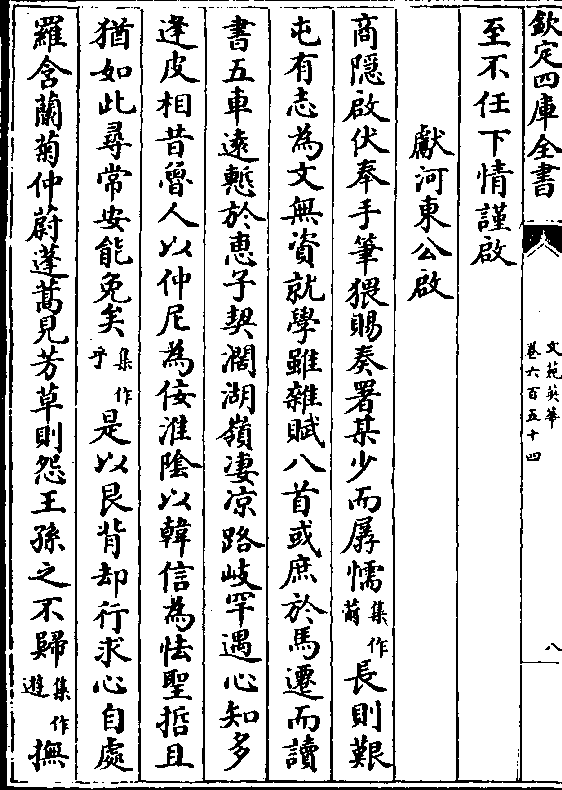 欽定四庫全書
文苑英華
卷六百五十四
八
至不任下情謹啟
獻河東公啟
商隱啟伏奉手筆猥賜奏署某少而孱懦集作長則艱
屯有志為文無資就學雖雜賦八首或庶於馬遷而讀
書五車遠慙於惠子契濶湖嶺凄凉路岐罕遇心知多
逢皮相昔魯人以仲尼為佞淮陰以韓信為怯聖哲且
猶如此尋常安能免矣集作乎是以艮背却行求心自處
羅含蘭菊仲蔚蓬蒿見芳草則怨王孫之不歸集作遊撫